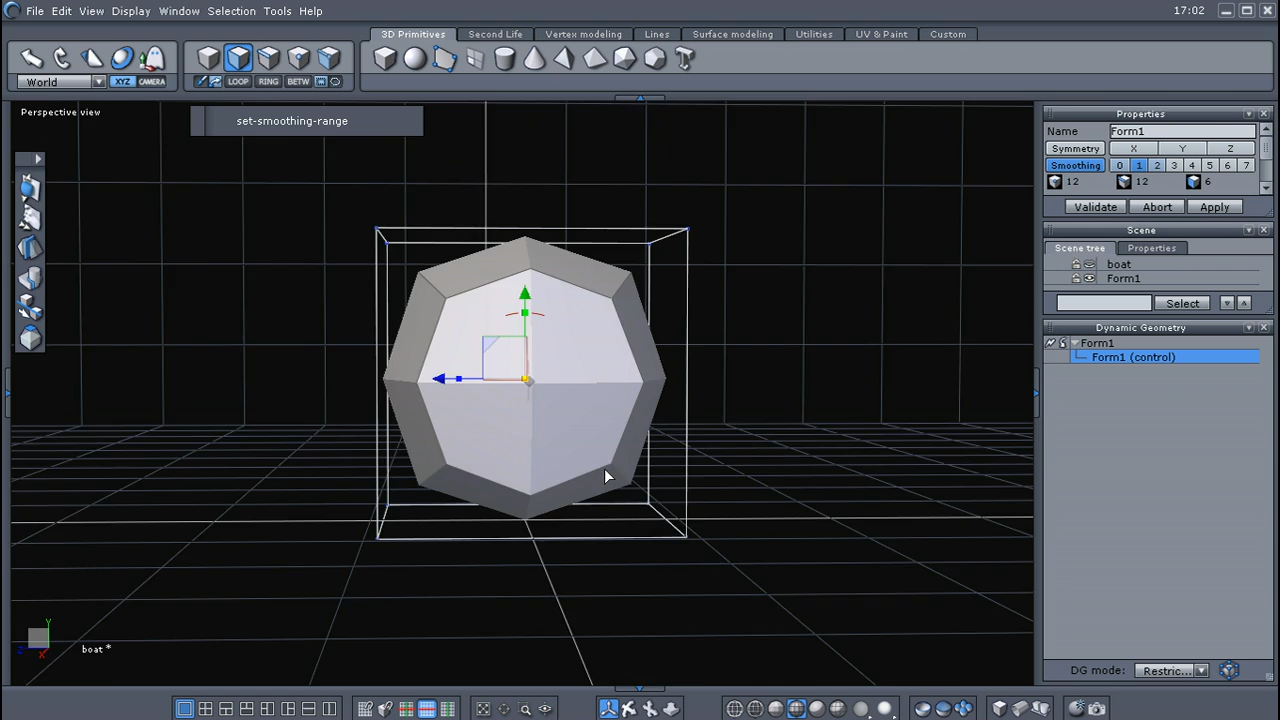 File Edit View Display Window Selection Tools Help 17:02
3D Primitives Second Life Vertex modeling Lines Surface modeling Utilities UV & Paint Custom
World XYZ CAMERA LOOP RING BETW
Perspective view
set-smoothing-range
Properties
Name Form1
Symmetry X Y Z
Smoothing 0 1 2 3 4 5 6 7
12 12 6
Validate Abort Apply
Scene
Scene tree Properties
boat
Form1
Select
Dynamic Geometry
Form1
Form1 (control)
Y
Z X
boat *
DG mode: Restric...